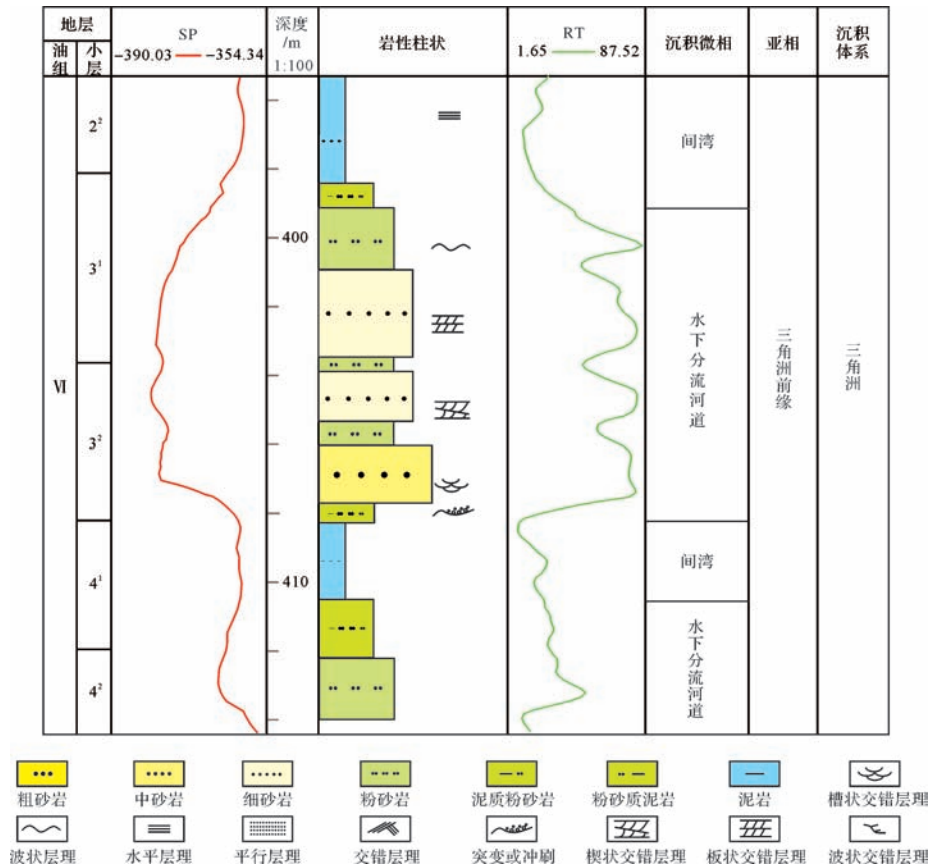 地层
油组
小层
SP
-390.03 -354.34
深度
/m
1:100
岩性柱状
RT
1.65 87.52
沉积微相
亚相
沉积体系
Ⅵ
2²
3¹
3²
4¹
4²
400
410
间湾
水下分流河道
间湾
水下分流河道
三角洲前缘
三角洲
粗砂岩 中砂岩 细砂岩 粉砂岩 泥质粉砂岩 粉砂质泥岩 泥岩 槽状交错层理
波状层理 水平层理 平行层理 交错层理 突变或冲刷 楔状交错层理 板状交错层理 波状交错层理